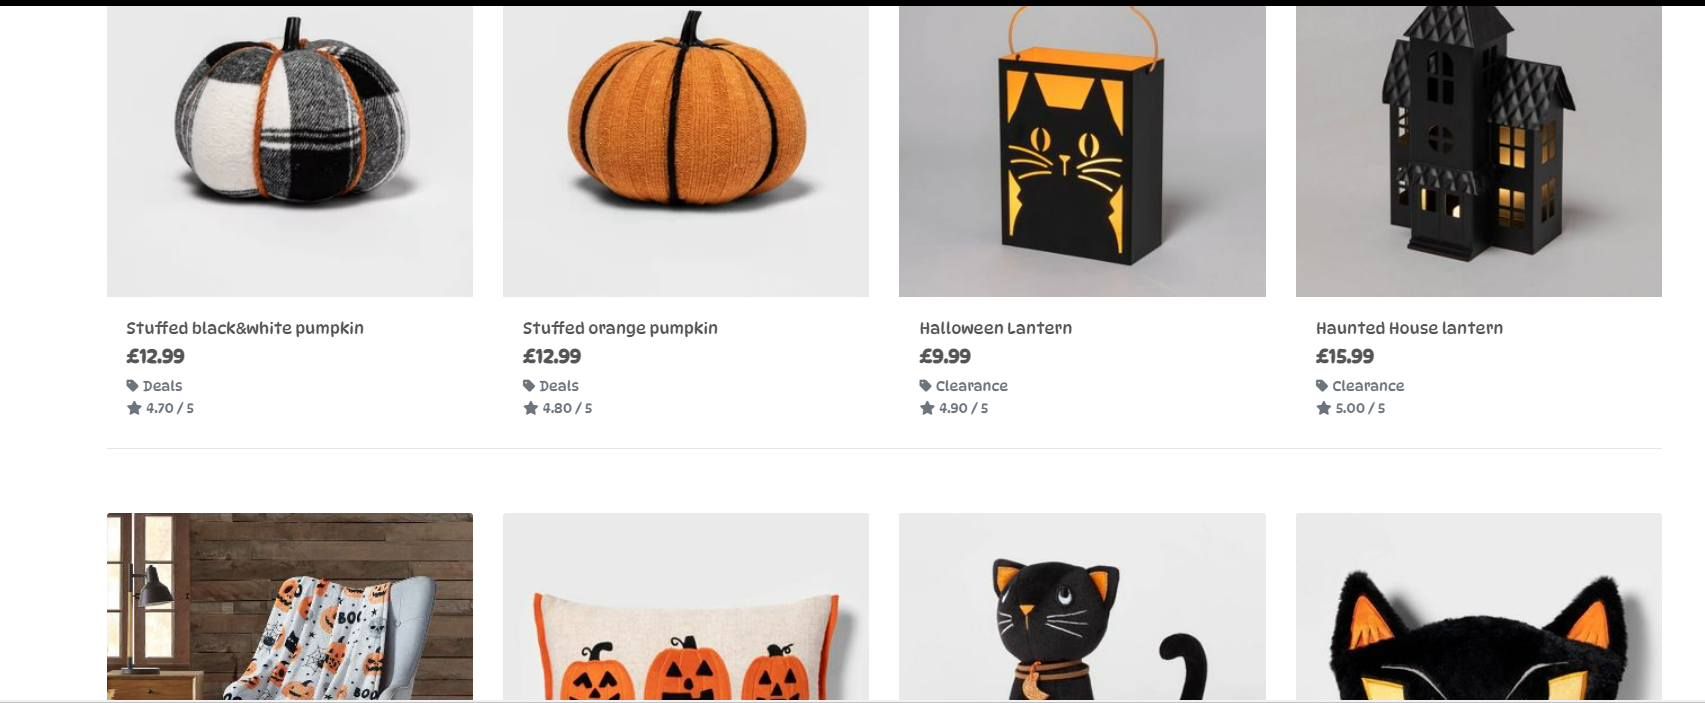 Stuffed black&white pumpkin
£12.99
Deals
4.70 / 5
Stuffed orange pumpkin
£12.99
Deals
4.80 / 5
Halloween Lantern
£9.99
Clearance
4.90 / 5
Haunted House lantern
£15.99
Clearance
5.00 / 5
BOO
BOO